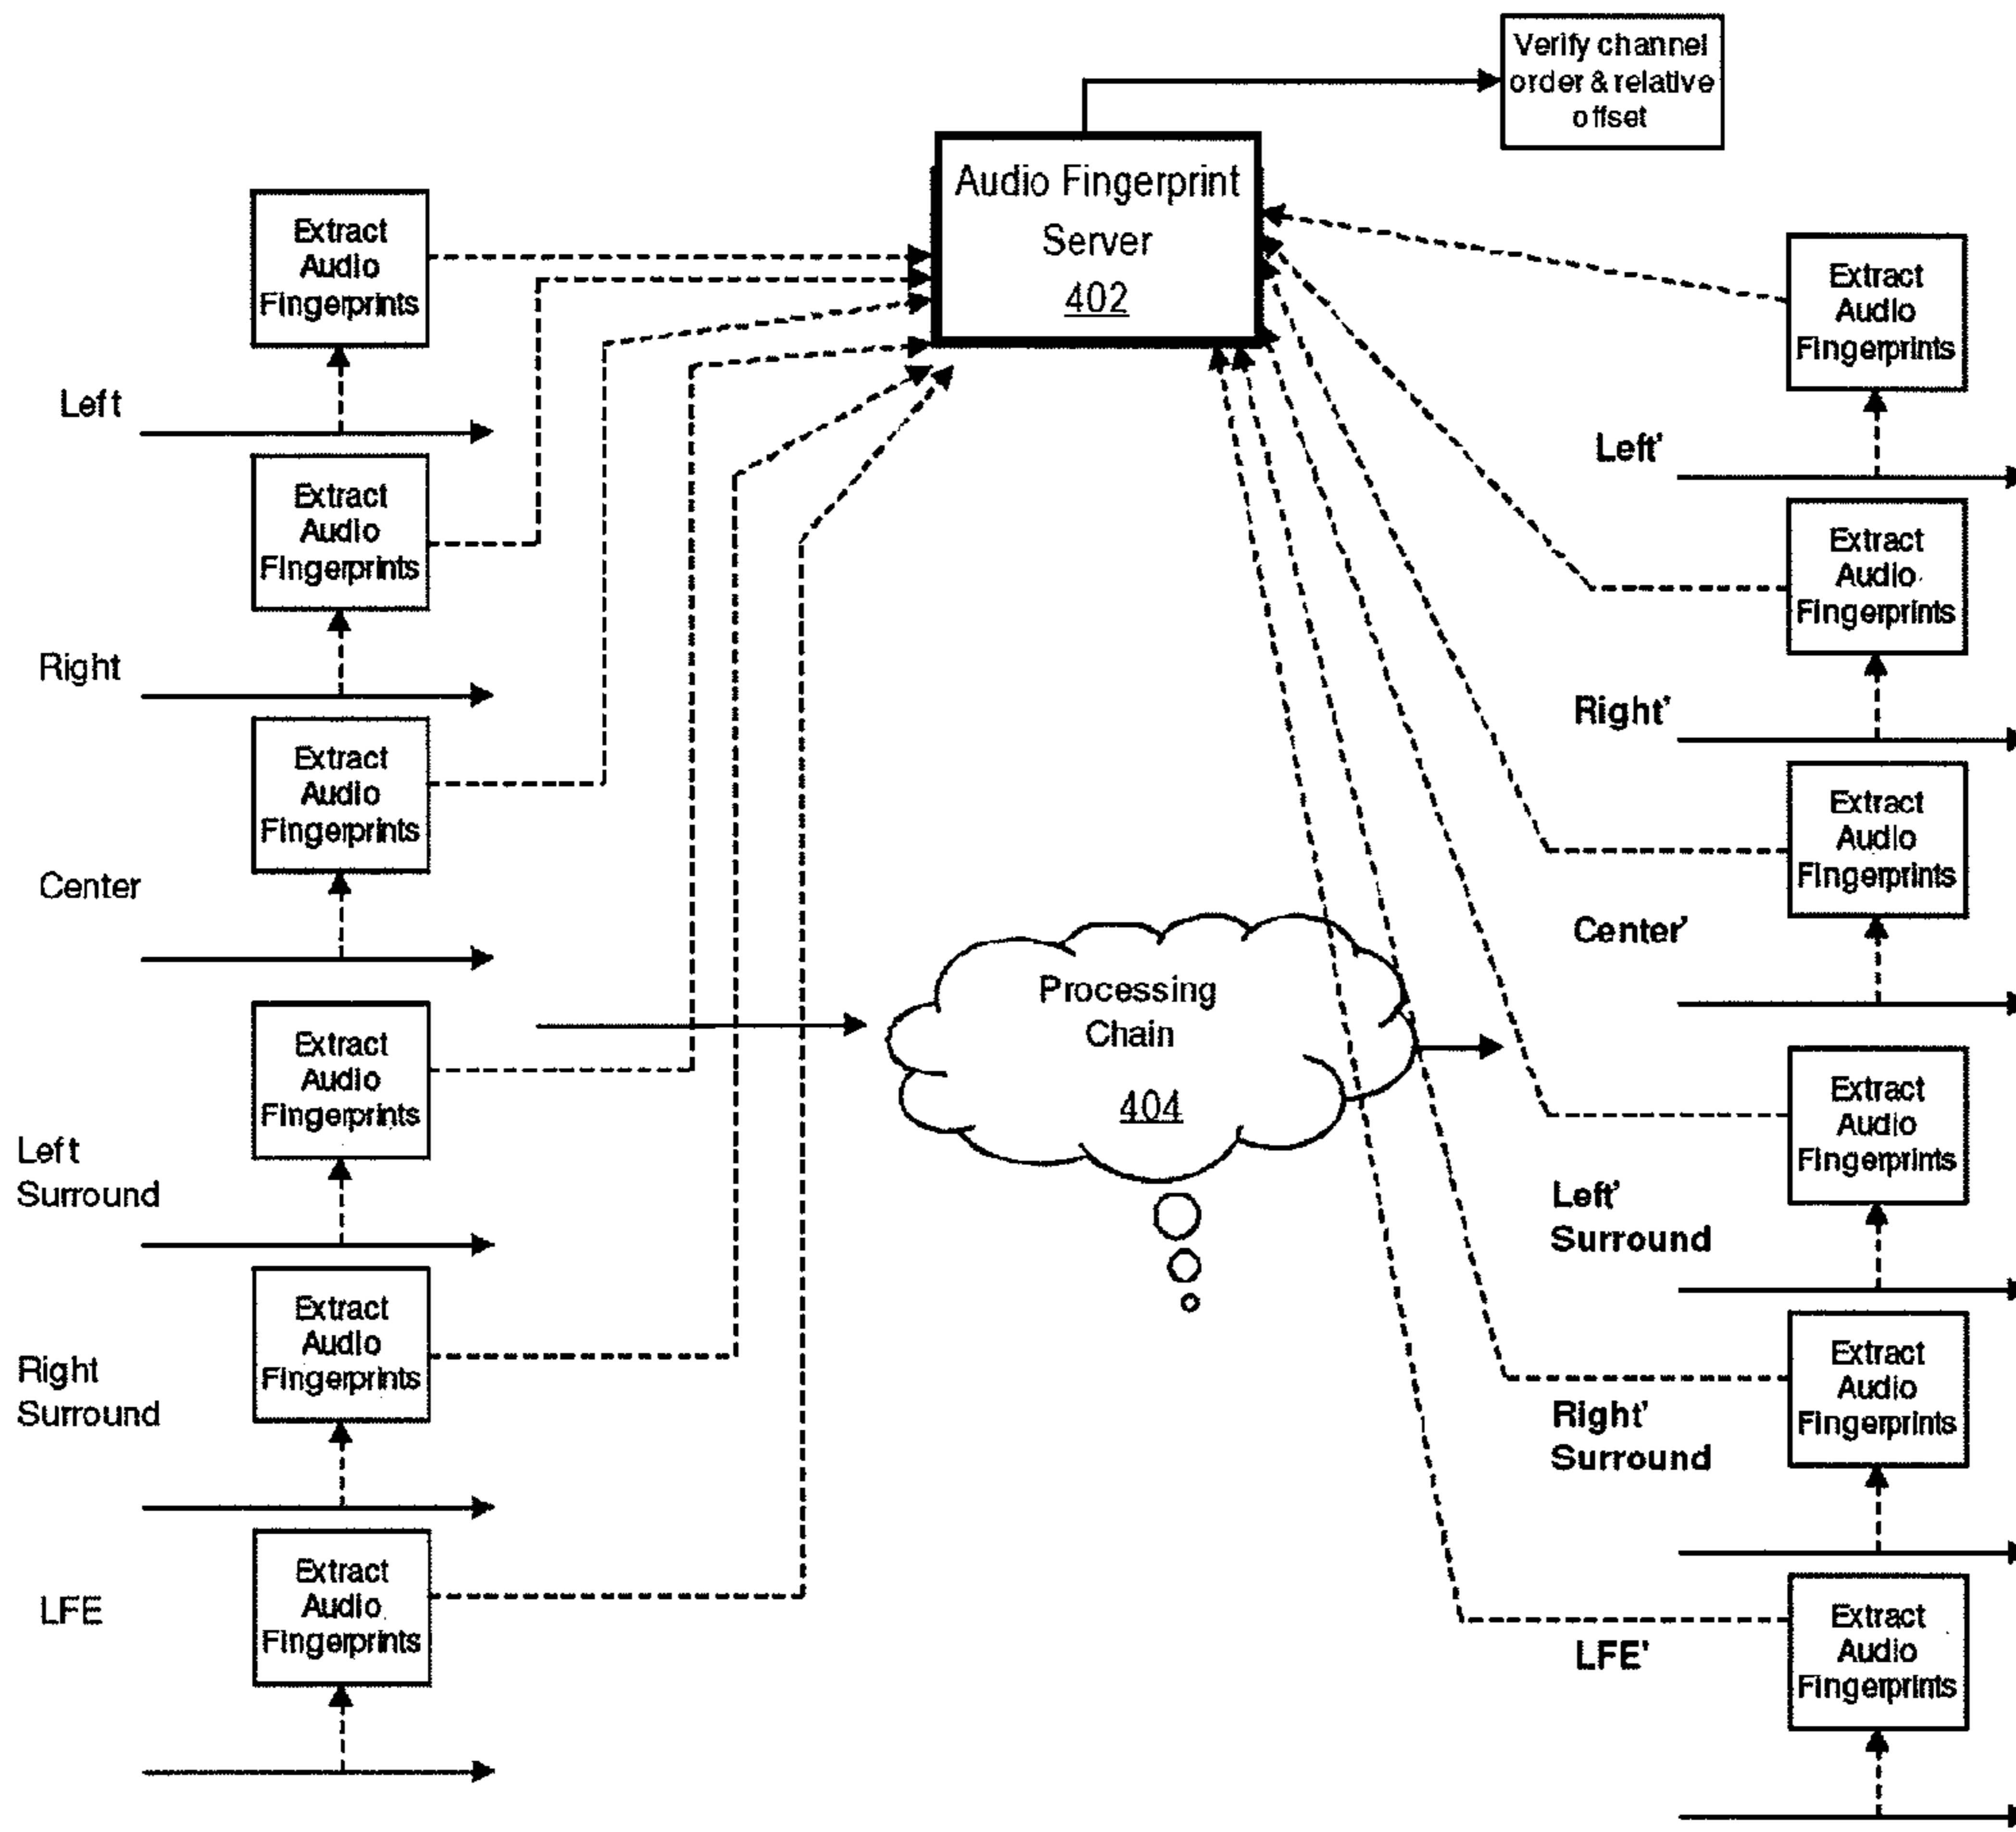 Verify channel
order & relative
offset
Audio Fingerprint
Server
402
Extract
Audio
Fingerprints
Left
Extract
Audio
Fingerprints
Right
Extract
Audio
Fingerprints
Center
Extract
Audio
Fingerprints
Left
Surround
Extract
Audio
Fingerprints
Right
Surround
Extract
Audio
Fingerprints
LFE
Processing
Chain
404
Extract
Audio
Fingerprints
Left'
Extract
Audio
Fingerprints
Right'
Extract
Audio
Fingerprints
Center'
Extract
Audio
Fingerprints
Left'
Surround
Extract
Audio
Fingerprints
Right'
Surround
Extract
Audio
Fingerprints
LFE'